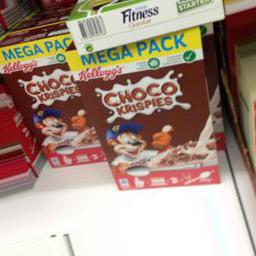 Fitness
STARTER
MEGA PACK
Kellogg's
CHOCO
KRISPIES
MEGA PACK
Kellogg's
CHOCO
KRISPIES